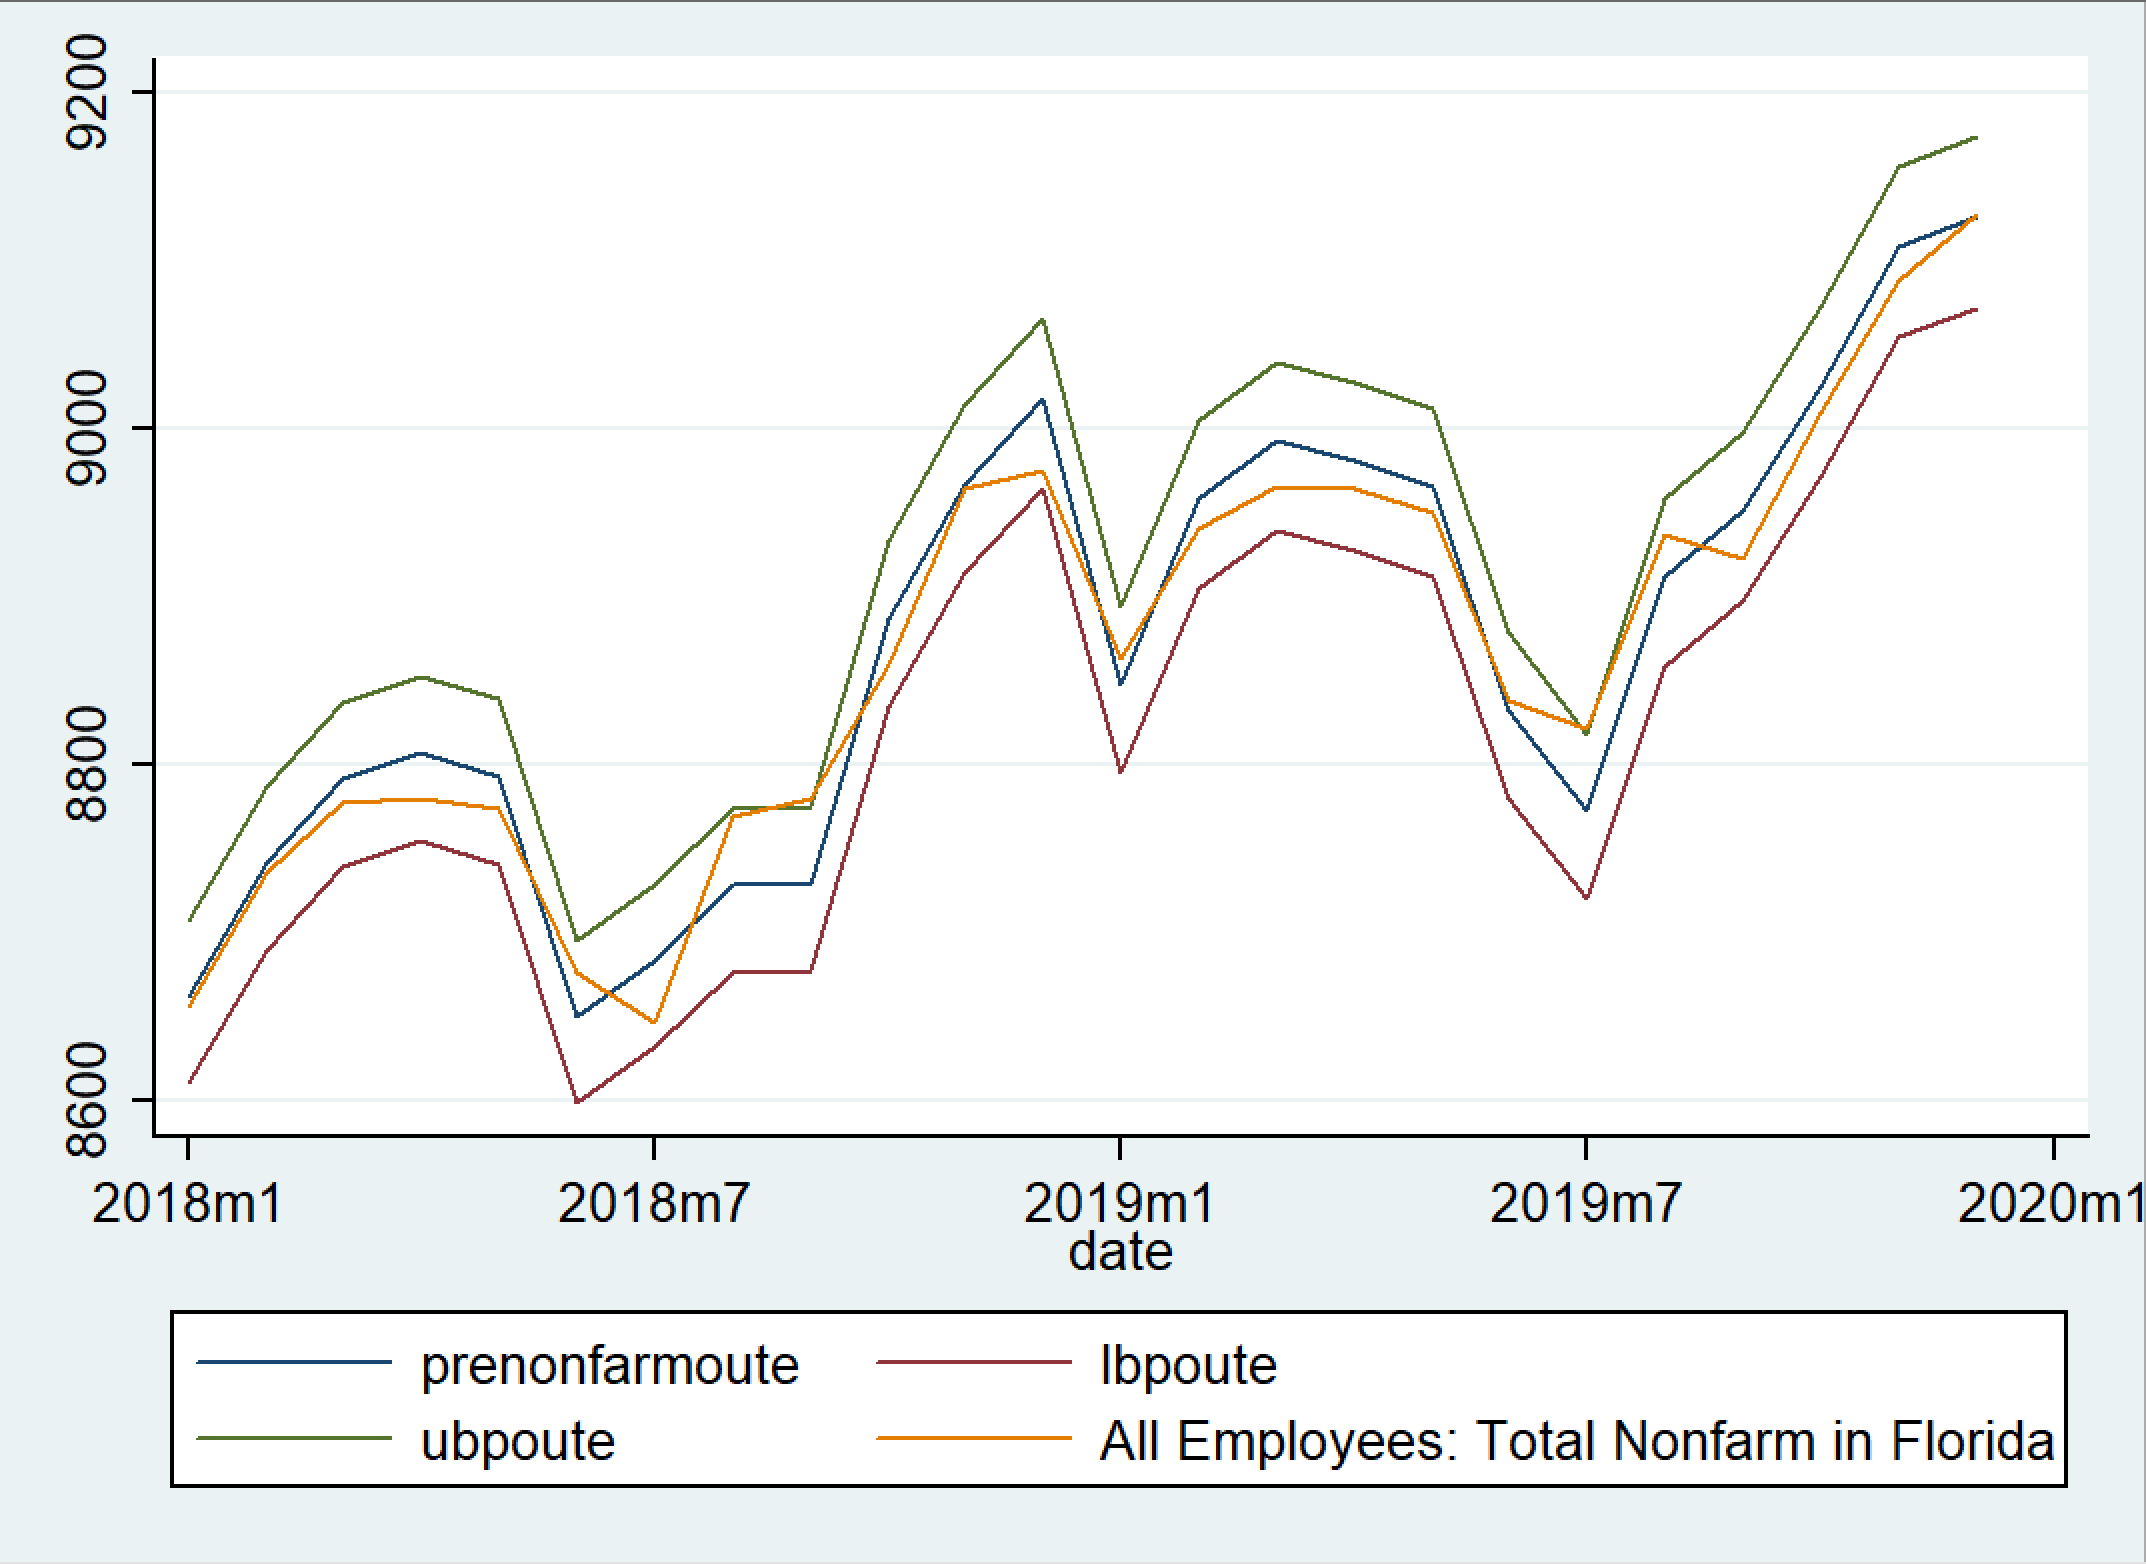 9200
9000
8800
8600
2018m1 2018m7 2019m1 2019m7 2020m1
date
prenonfarmoute lbpoute
ubpoute All Employees: Total Nonfarm in Florida